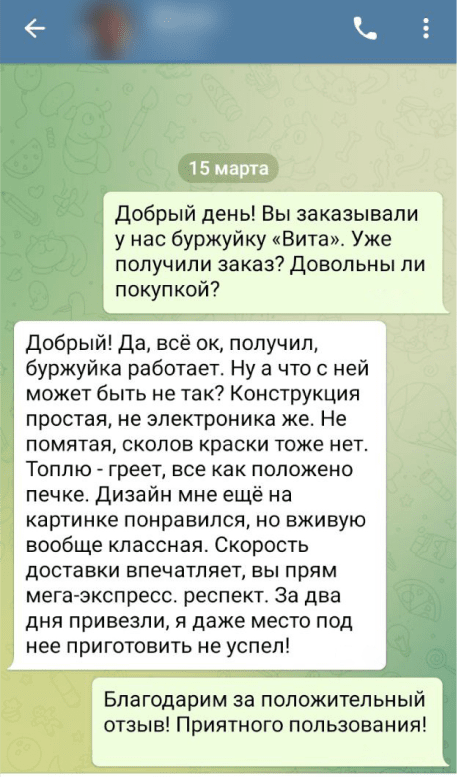 15 марта
Добрый день! Вы заказывали
у нас буржуйку «Вита». Уже
получили заказ? Довольны ли
покупкой?
Добрый! Да, всё ок, получил,
буржуйка работает. Ну а что с ней
может быть не так? Конструкция
простая, не электроника же. Не
помятая, сколов краски тоже нет.
Топлю - греет, все как положено
печке. Дизайн мне ещё на
картинке понравился, но вживую
вообще классная. Скорость
доставки впечатляет, вы прям
мега-экспресс. респект. За два
дня привезли, я даже место под
нее приготовить не успел!
Благодарим за положительный
отзыв! Приятного пользования!